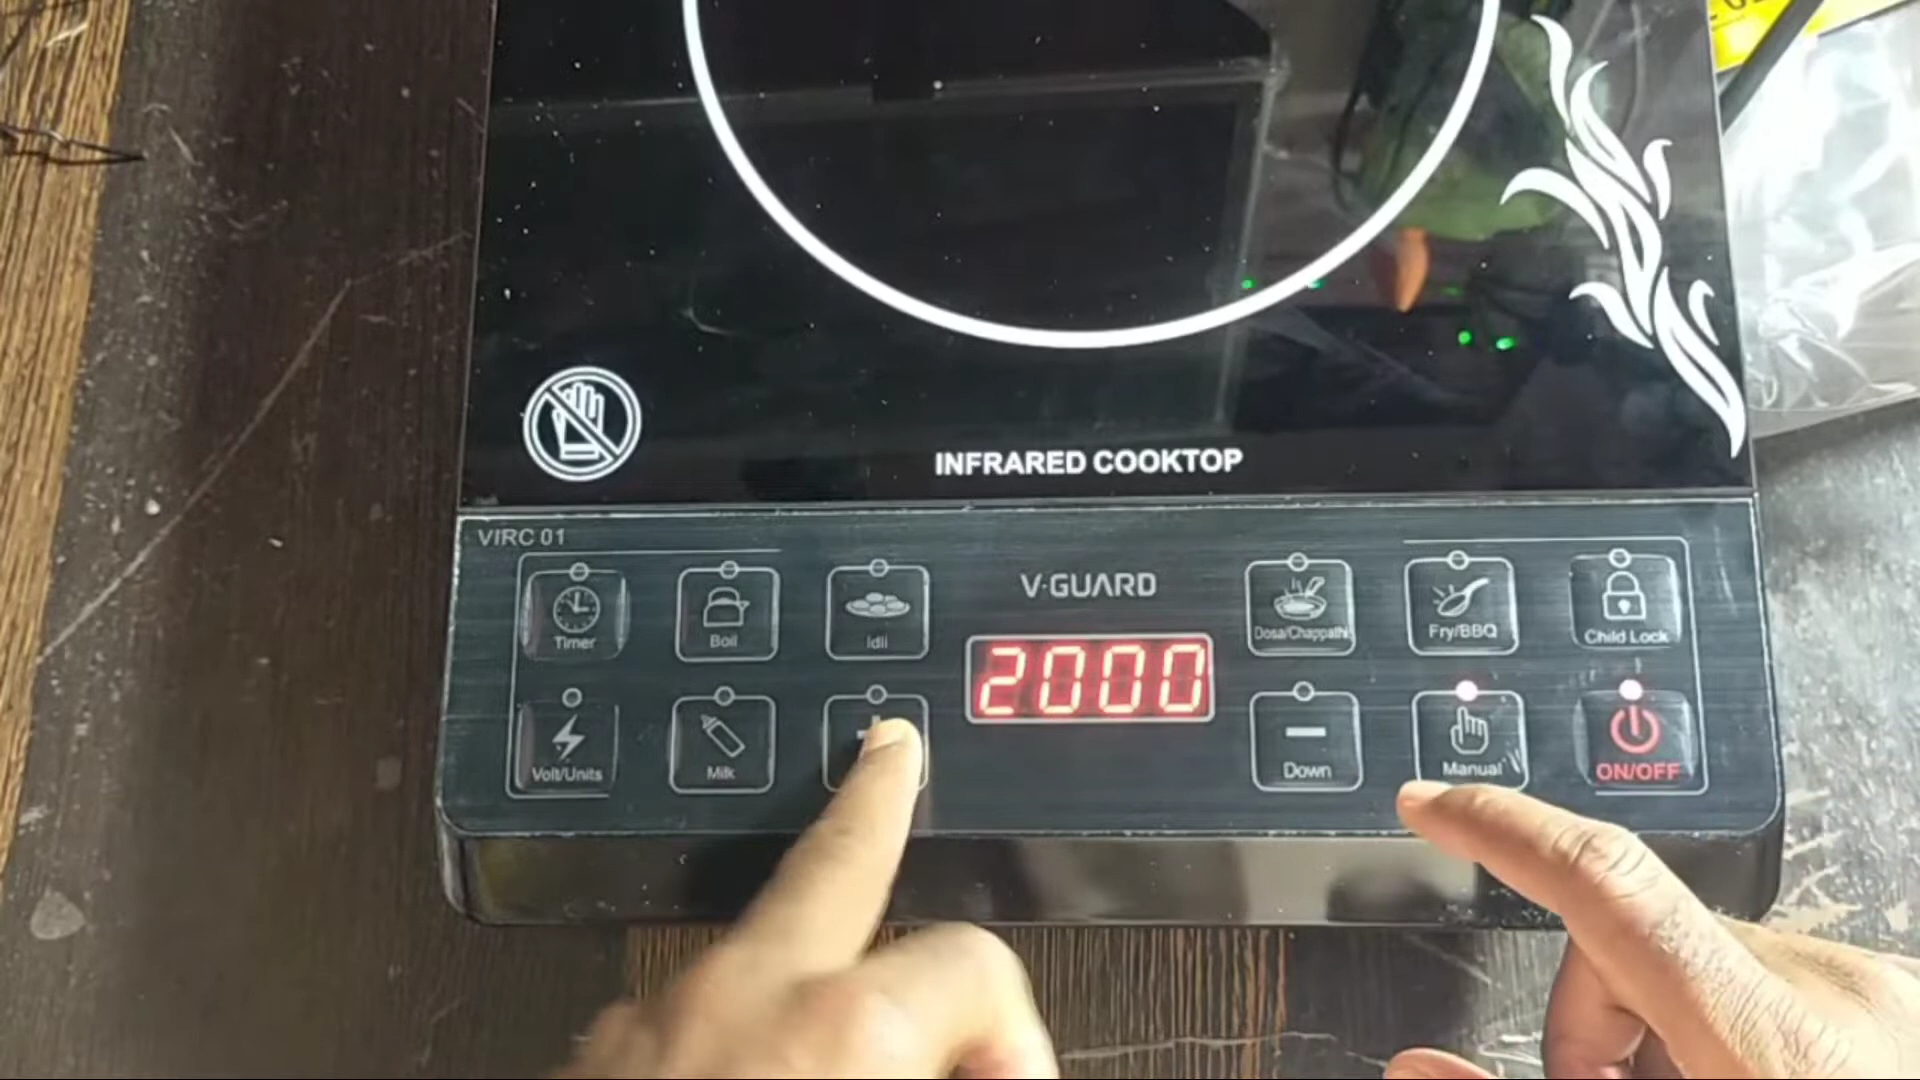 INFRARED COOKTOP
VIRC 01
V-GUARD
Timer
Boil
Idli
2000
Dosa/Chappathi
Fry/BBQ
Child Lock
Volt/Units
Milk
Down
Manual
ON/OFF